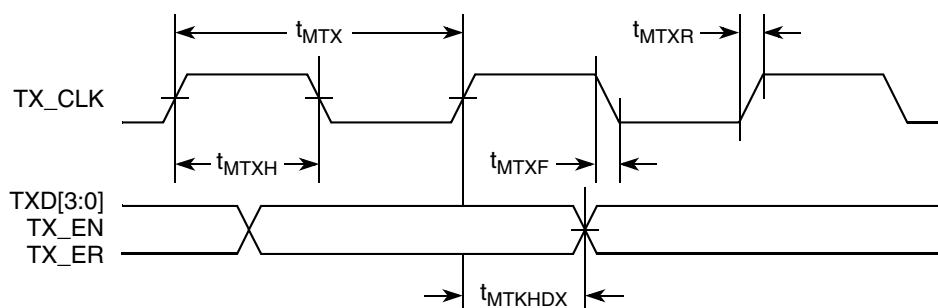 tMTX
tMTXR
TX_CLK
tMTXH
tMTXF
TXD[3:0]
TX_EN
TX_ER
tMTKHDX